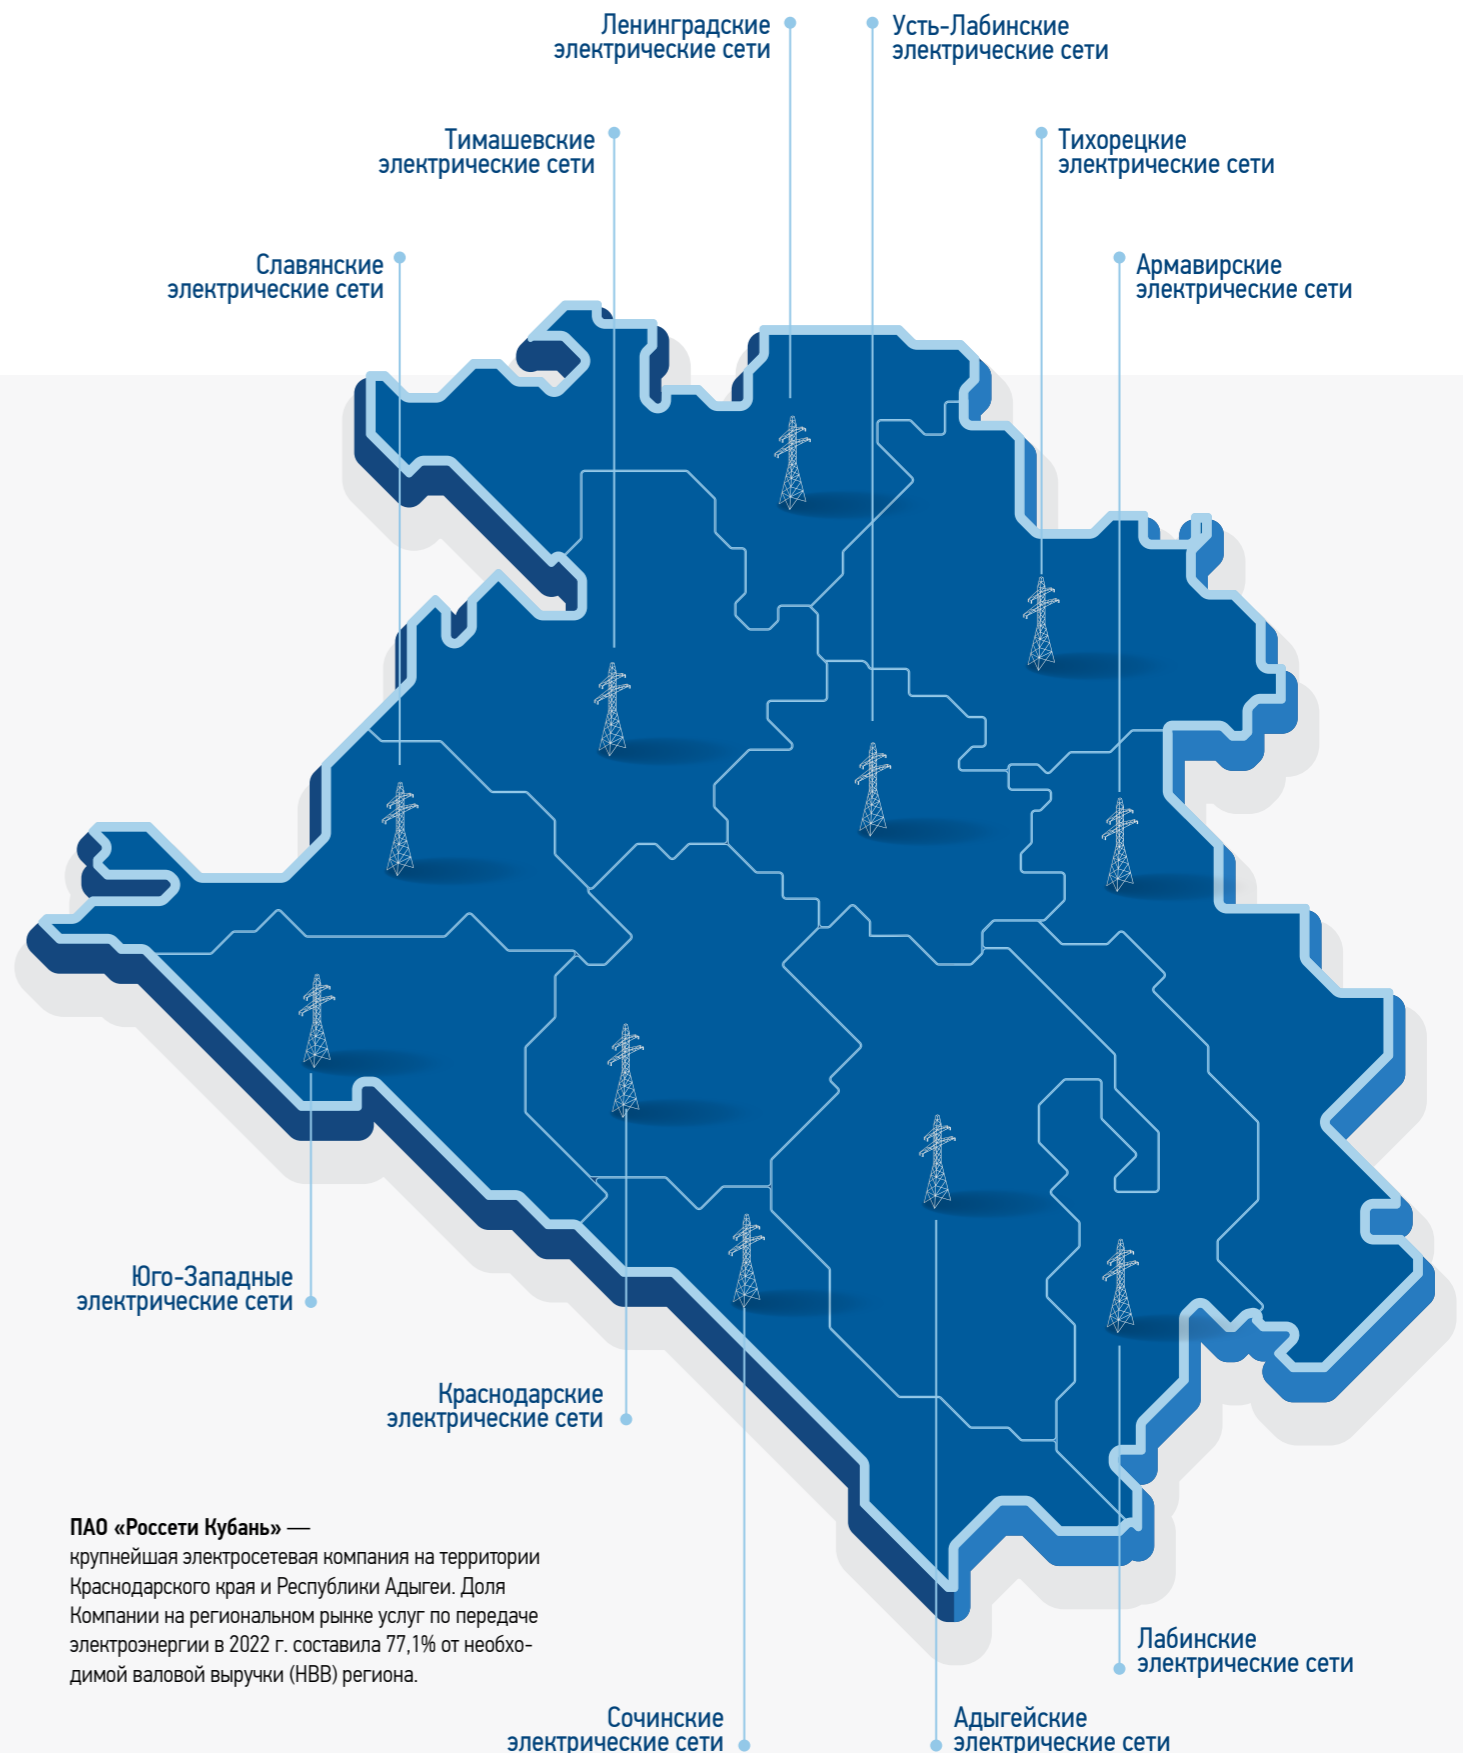 Ленинградские
электрические сети
Усть-Лабинские
электрические сети
Тимашевские
электрические сети
Тихорецкие
электрические сети
Славянские
электрические сети
Армавирские
электрические сети
Юго-Западные
электрические сети
Краснодарские
электрические сети
ПАО «Россети Кубань» —
крупнейшая электросетевая компания на территории
Краснодарского края и Республики Адыгеи. Доля
Компании на региональном рынке услуг по передаче
электроэнергии в 2022 г. составила 77,1% от необхо-
димой валовой выручки (НВВ) региона.
Лабинские
электрические сети
Сочинские
электрические сети
Адыгейские
электрические сети